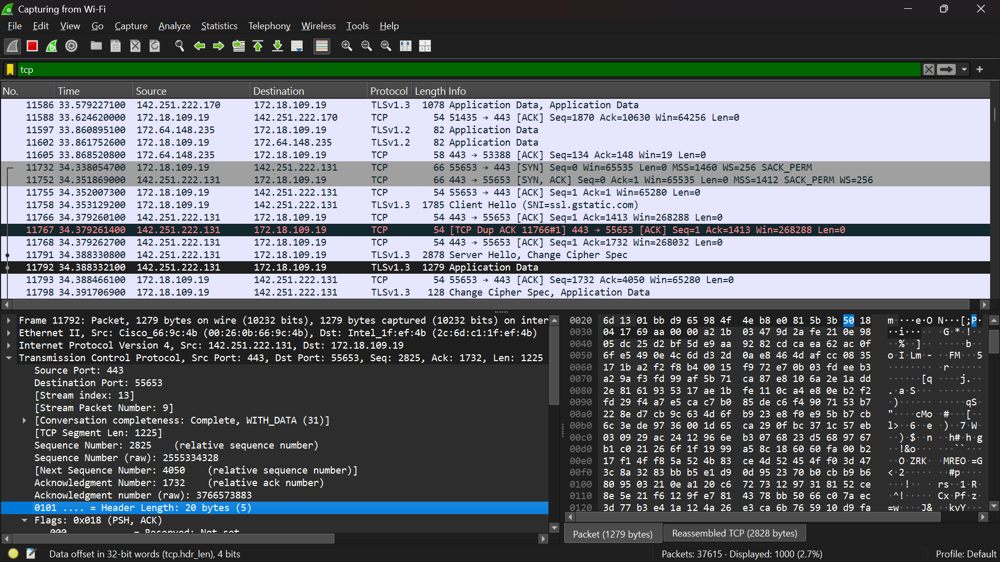 Capturing from Wi-Fi
File Edit View Go Capture Analyze Statistics Telephony Wireless Tools Help
tcp
No. Time Source Destination Protocol Length Info
11586 33.579227100 142.251.222.170 172.18.109.19 TLSv1.3 1078 Application Data, Application Data
11588 33.624620000 172.18.109.19 142.251.222.170 TCP 54 51435 → 443 [ACK] Seq=1870 Ack=10630 Win=64256 Len=0
11597 33.860895100 172.64.148.235 172.18.109.19 TLSv1.2 82 Application Data
11602 33.861752600 172.18.109.19 172.64.148.235 TLSv1.2 82 Application Data
11605 33.868520800 172.64.148.235 172.18.109.19 TCP 58 443 → 53388 [ACK] Seq=134 Ack=148 Win=19 Len=0
11732 34.338054700 172.18.109.19 142.251.222.131 TCP 66 55653 → 443 [SYN] Seq=0 Win=65535 Len=0 MSS=1460 WS=256 SACK_PERM
11752 34.351869000 142.251.222.131 172.18.109.19 TCP 66 443 → 55653 [SYN, ACK] Seq=0 Ack=1 Win=65535 Len=0 MSS=1412 SACK_PERM WS=256
11755 34.352007300 172.18.109.19 142.251.222.131 TCP 54 55653 → 443 [ACK] Seq=1 Ack=1 Win=65280 Len=0
11758 34.353129200 172.18.109.19 142.251.222.131 TLSv1.3 1785 Client Hello (SNI=ssl.gstatic.com)
11766 34.379260100 142.251.222.131 172.18.109.19 TCP 54 443 → 55653 [ACK] Seq=1 Ack=1413 Win=268288 Len=0
11767 34.379261400 142.251.222.131 172.18.109.19 TCP 54 [TCP Dup ACK 11766#1] 443 → 55653 [ACK] Seq=1 Ack=1413 Win=268288 Len=0
11768 34.379262700 142.251.222.131 172.18.109.19 TCP 54 443 → 55653 [ACK] Seq=1 Ack=1732 Win=268032 Len=0
11791 34.388330800 142.251.222.131 172.18.109.19 TLSv1.3 2878 Server Hello, Change Cipher Spec
11792 34.388332100 142.251.222.131 172.18.109.19 TLSv1.3 1279 Application Data
11793 34.388466100 172.18.109.19 142.251.222.131 TCP 54 55653 → 443 [ACK] Seq=1732 Ack=4050 Win=65280 Len=0
11798 34.391706900 172.18.109.19 142.251.222.131 TLSv1.3 128 Change Cipher Spec, Application Data
Frame 11792: Packet, 1279 bytes on wire (10232 bits), 1279 bytes captured (10232 bits) on inter
Ethernet II, Src: Cisco_66:9c:4b (00:26:0b:66:9c:4b), Dst: Intel_1f:ef:4b (2c:6d:c1:1f:ef:4b)
Internet Protocol Version 4, Src: 142.251.222.131, Dst: 172.18.109.19
Transmission Control Protocol, Src Port: 443, Dst Port: 55653, Seq: 2825, Ack: 1732, Len: 1225
Source Port: 443
Destination Port: 55653
[Stream index: 13]
[Stream Packet Number: 9]
[Conversation completeness: Complete, WITH_DATA (31)]
[TCP Segment Len: 1225]
Sequence Number: 2825 (relative sequence number)
Sequence Number (raw): 2555334328
[Next Sequence Number: 4050 (relative sequence number)]
Acknowledgment Number: 1732 (relative ack number)
Acknowledgment number (raw): 3766573883
0101 .... = Header Length: 20 bytes (5)
Flags: 0x018 (PSH, ACK)
000. .... .... = Reserved: Not set
0020 6d 13 01 bb d9 65 98 4f 4e b8 e0 81 5b 3b 50 18 m····e·O N···[;P·
0030 04 17 69 aa 00 00 a2 1b 03 47 9d 2a fe 21 0e 98 ··i····· ·G·*·!··
0040 05 dc 25 d2 bf 5d e9 aa 92 82 cd ca ea 62 ac 0f ··%··]·· ·····b··
0050 6f e5 49 0e 4c 6d d3 2d 0a e8 46 4d af cc 08 35 o·I·Lm·- ··FM···5
0060 17 1b a2 f2 f8 b4 00 15 f9 72 e7 0b 03 fd ee b3 ········ ·r······
0070 a2 9a f3 fd 99 af 5b 71 ca 87 e8 10 6a 2e 1a dd ······[q ····j.··
0080 2e 81 61 93 53 17 ae 1b fe 11 0c a4 e8 0e b2 f2 .·a·S··· ········
0090 fd 29 f4 a7 e5 ca c7 b0 85 de c6 f4 90 71 53 b7 ·)······ ·····qS·
00a0 22 8e d7 cb 9c 63 4d 6f b9 23 e8 f0 e9 5b b7 cb "····cMo ·#···[··
00b0 6c 3e de 97 36 00 1d 65 ca 29 0f bc 37 1c 57 eb l>··6··e ·)··7·W·
00c0 03 09 29 ac 24 12 96 6e b3 07 68 23 d5 68 97 67 ··)·$··n ··h#·h·g
00d0 b1 c0 21 26 6f 1f 19 99 a5 8c 18 60 60 fa 00 b2 ··!&o··· ···``···
00e0 17 f1 4f f8 5a 52 4b 83 ce 4d 52 45 4f f0 3d 47 ··O·ZRK· ·MREO·=G
00f0 3c 8a 32 83 bb b5 e1 d9 0d 95 23 70 b0 cb b9 b6 <·2····· ··#p····
0100 80 95 03 21 0e a1 20 c6 72 73 12 97 31 81 52 ce ···!·· · rs··1·R·
0110 8e 5e 21 f6 12 9f e7 81 43 78 bb 50 66 c0 7a ec ·^!····· Cx·Pf·z·
0120 3d 77 b3 e4 1a 12 4a 26 e3 ca 6b 76 59 10 d9 fa =w····J& ··kvY···
Packet (1279 bytes) Reassembled TCP (2828 bytes)
Data offset in 32-bit words (tcp.hdr_len), 4 bits
Packets: 37615 · Displayed: 1000 (2.7%)
Profile: Default